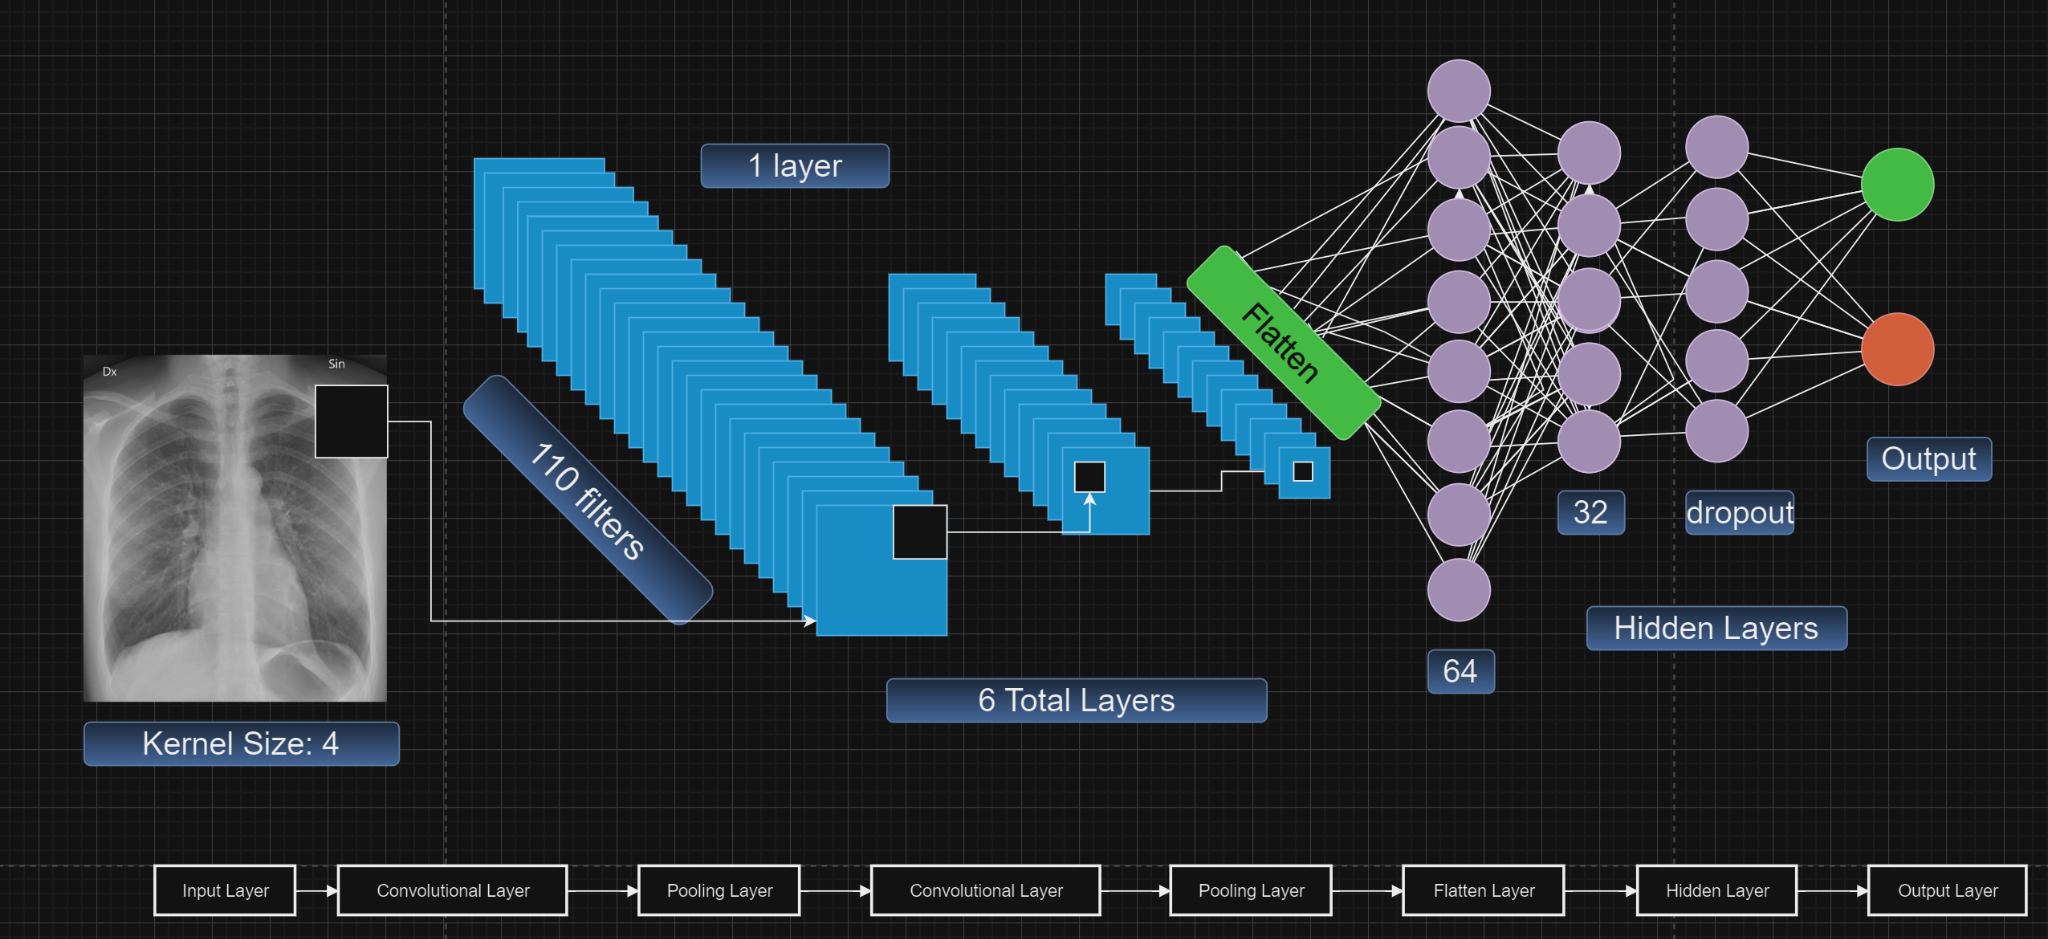 1 layer
Dx
Sin
Flatten
110 filters
Output
32
dropout
Hidden Layers
64
6 Total Layers
Kernel Size: 4
Input Layer
Convolutional Layer
Pooling Layer
Convolutional Layer
Pooling Layer
Flatten Layer
Hidden Layer
Output Layer